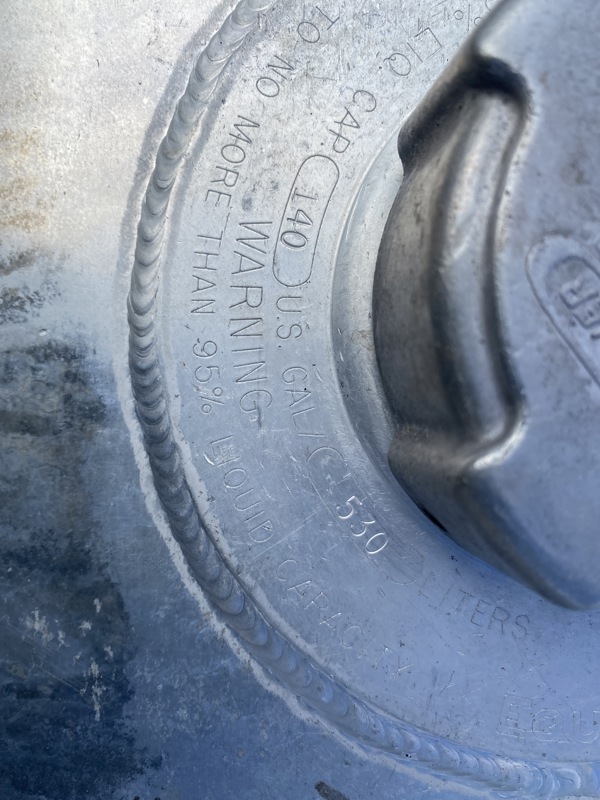 % LIQ. CAP. 140 U.S. GAL/ 530 LITERS
WARNING
TO NO MORE THAN 95% LIQUID CAPACITY